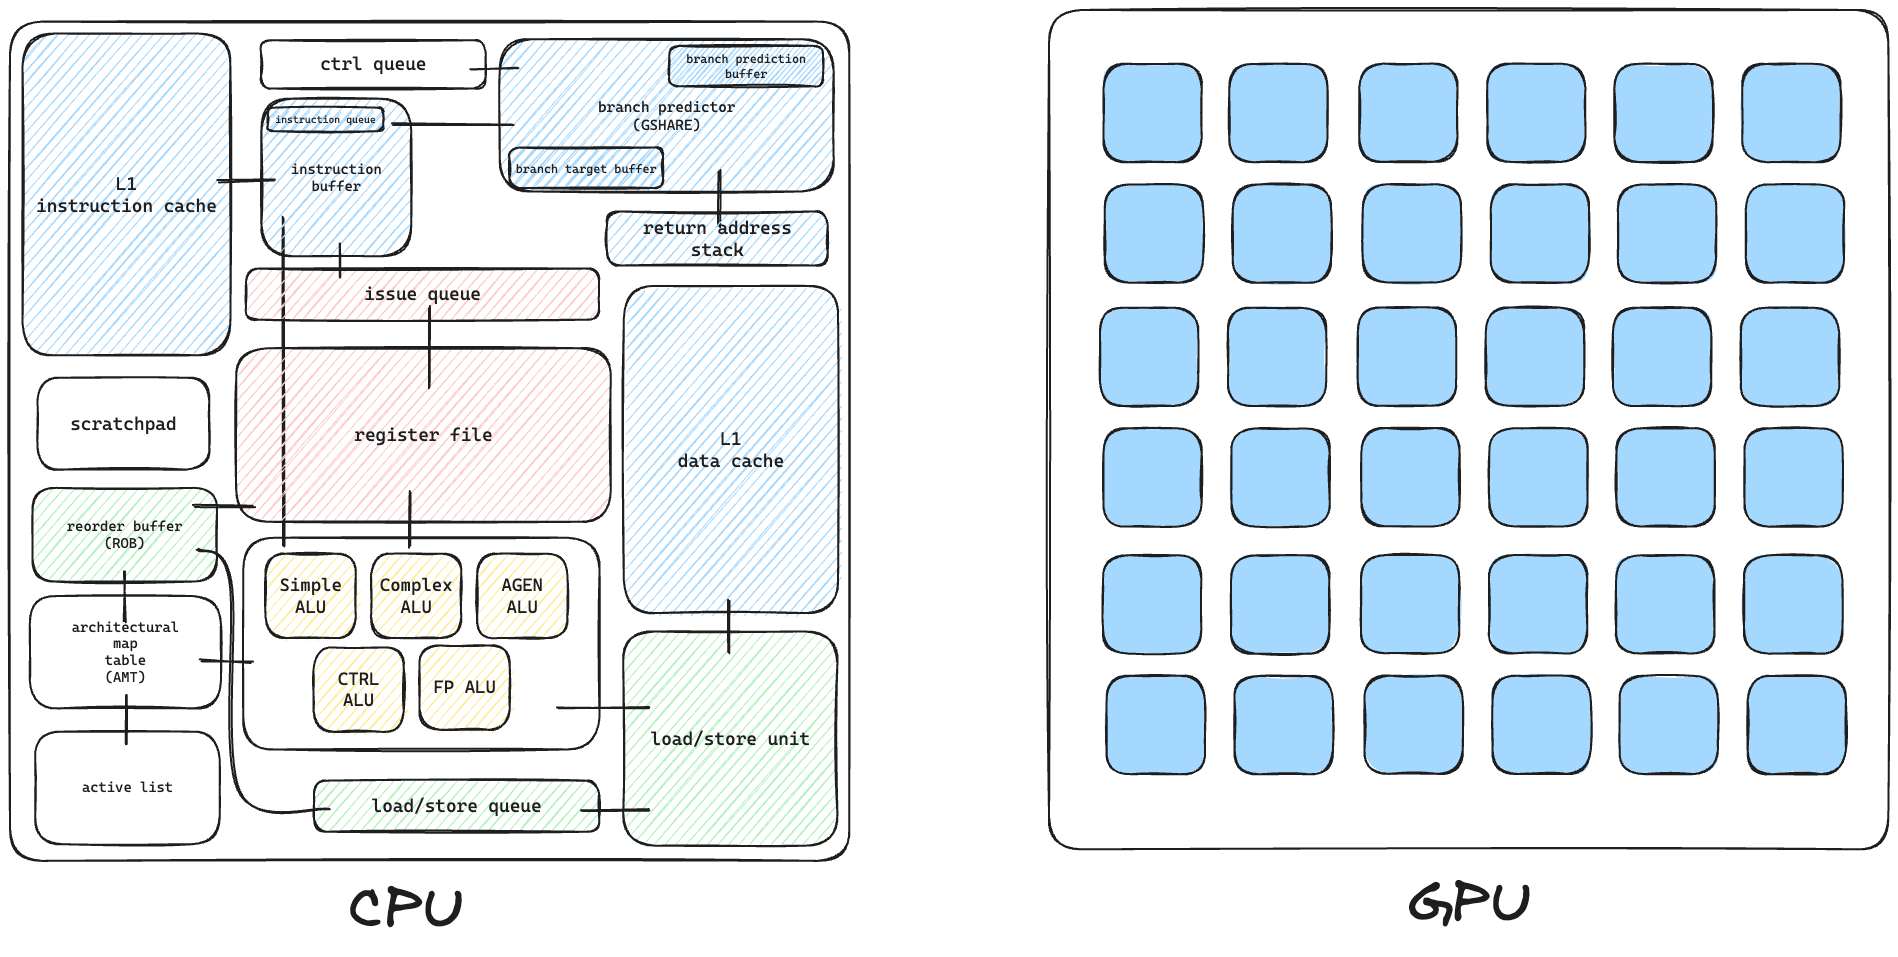 ctrl queue
branch prediction
buffer
branch predictor
(GSHARE)
instruction queue
instruction
buffer
branch target buffer
L1
instruction cache
return address
stack
issue queue
scratchpad
register file
L1
data cache
reorder buffer
(ROB)
Simple
ALU
Complex
ALU
AGEN
ALU
architectural
map
table
(AMT)
CTRL
ALU
FP ALU
load/store unit
active list
load/store queue
CPU
GPU